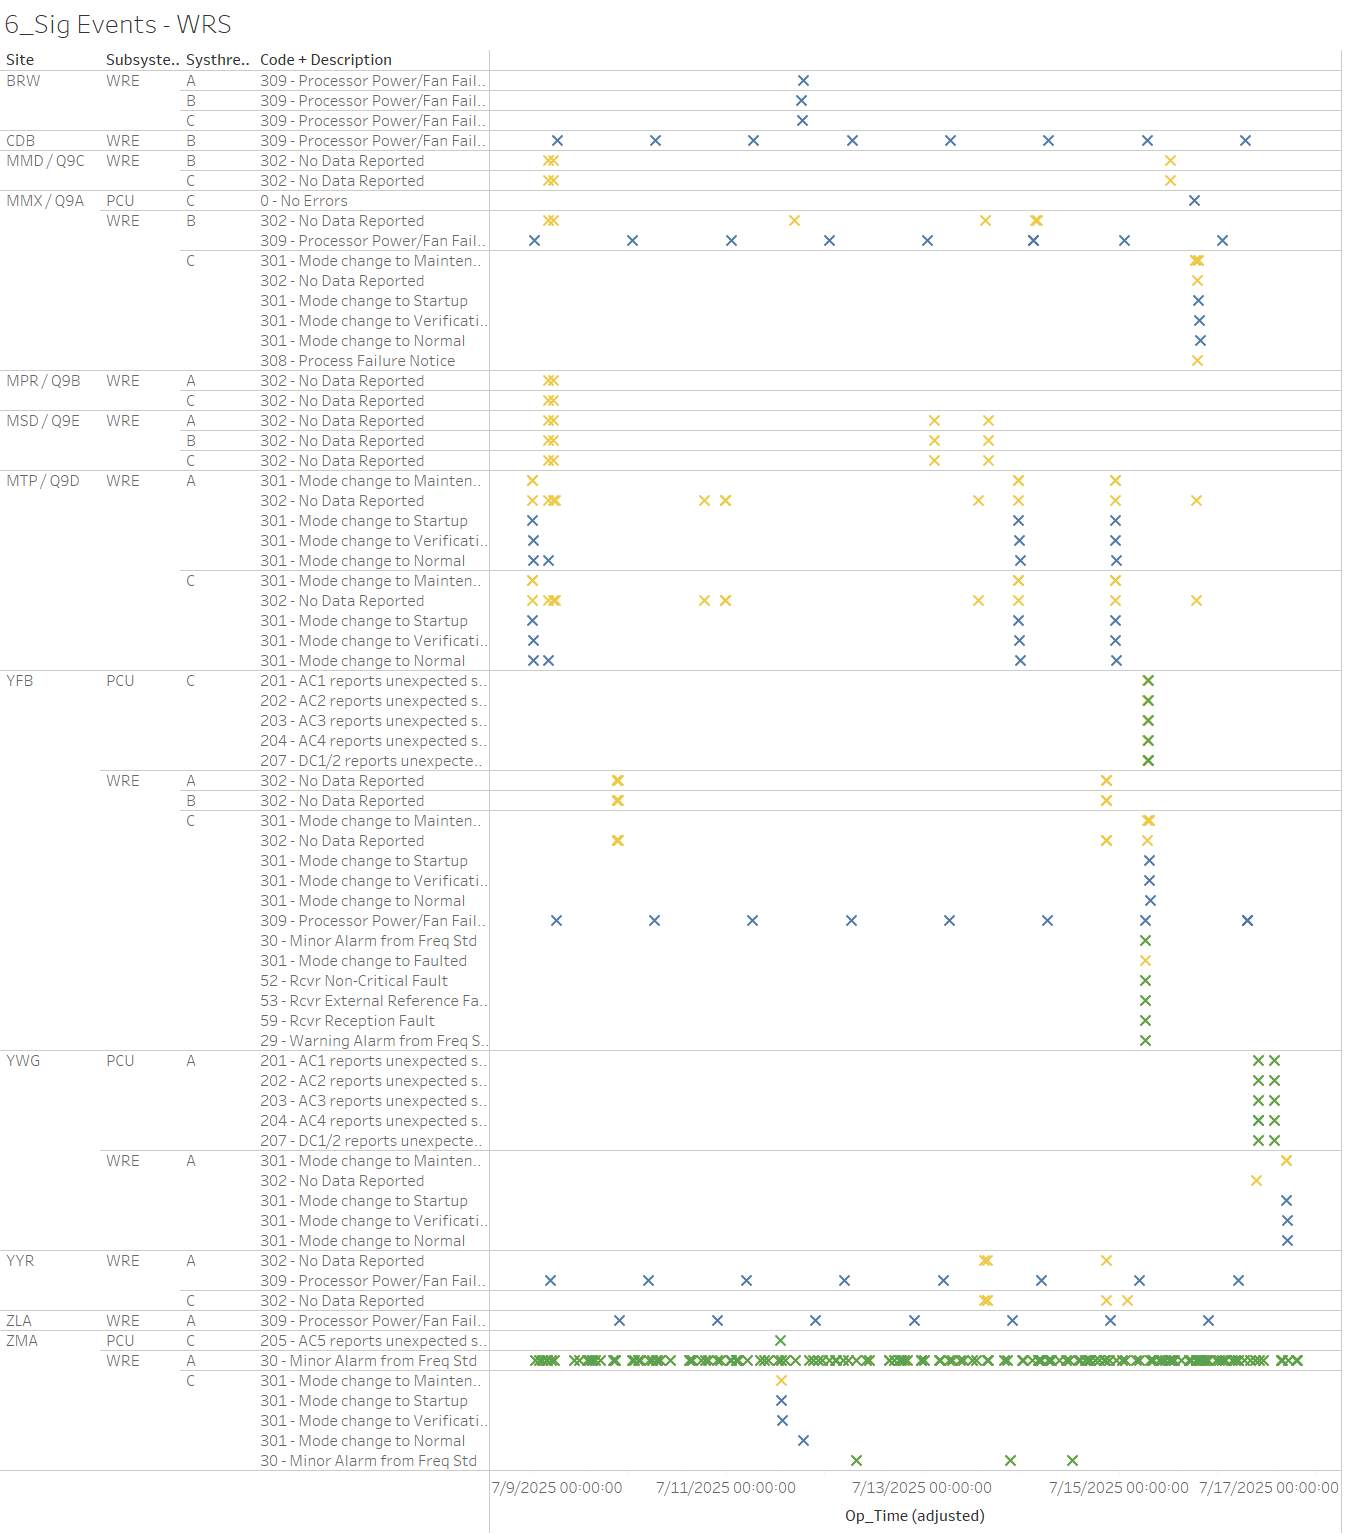 6_Sig Events - WRS
Site Subsyste.. Systhre.. Code + Description
BRW WRE A 309 - Processor Power/Fan Fail..
B 309 - Processor Power/Fan Fail..
C 309 - Processor Power/Fan Fail..
CDB WRE B 309 - Processor Power/Fan Fail..
MMD / Q9C WRE B 302 - No Data Reported
C 302 - No Data Reported
MMX / Q9A PCU C 0 - No Errors
WRE B 302 - No Data Reported
309 - Processor Power/Fan Fail..
C 301 - Mode change to Mainten..
302 - No Data Reported
301 - Mode change to Startup
301 - Mode change to Verificati..
301 - Mode change to Normal
308 - Process Failure Notice
MPR / Q9B WRE A 302 - No Data Reported
C 302 - No Data Reported
MSD / Q9E WRE A 302 - No Data Reported
B 302 - No Data Reported
C 302 - No Data Reported
MTP / Q9D WRE A 301 - Mode change to Mainten..
302 - No Data Reported
301 - Mode change to Startup
301 - Mode change to Verificati..
301 - Mode change to Normal
C 301 - Mode change to Mainten..
302 - No Data Reported
301 - Mode change to Startup
301 - Mode change to Verificati..
301 - Mode change to Normal
YFB PCU C 201 - AC1 reports unexpected s..
202 - AC2 reports unexpected s..
203 - AC3 reports unexpected s..
204 - AC4 reports unexpected s..
207 - DC1/2 reports unexpecte..
WRE A 302 - No Data Reported
B 302 - No Data Reported
C 301 - Mode change to Mainten..
302 - No Data Reported
301 - Mode change to Startup
301 - Mode change to Verificati..
301 - Mode change to Normal
309 - Processor Power/Fan Fail..
30 - Minor Alarm from Freq Std
301 - Mode change to Faulted
52 - Rcvr Non-Critical Fault
53 - Rcvr External Reference Fa..
59 - Rcvr Reception Fault
29 - Warning Alarm from Freq S..
YWG PCU A 201 - AC1 reports unexpected s..
202 - AC2 reports unexpected s..
203 - AC3 reports unexpected s..
204 - AC4 reports unexpected s..
207 - DC1/2 reports unexpecte..
WRE A 301 - Mode change to Mainten..
302 - No Data Reported
301 - Mode change to Startup
301 - Mode change to Verificati..
301 - Mode change to Normal
YYR WRE A 302 - No Data Reported
309 - Processor Power/Fan Fail..
C 302 - No Data Reported
ZLA WRE A 309 - Processor Power/Fan Fail..
ZMA PCU C 205 - AC5 reports unexpected s..
WRE A 30 - Minor Alarm from Freq Std
C 301 - Mode change to Mainten..
301 - Mode change to Startup
301 - Mode change to Verificati..
301 - Mode change to Normal
30 - Minor Alarm from Freq Std
7/9/2025 00:00:00 7/11/2025 00:00:00 7/13/2025 00:00:00 7/15/2025 00:00:00 7/17/2025 00:00:00
Op_Time (adjusted)